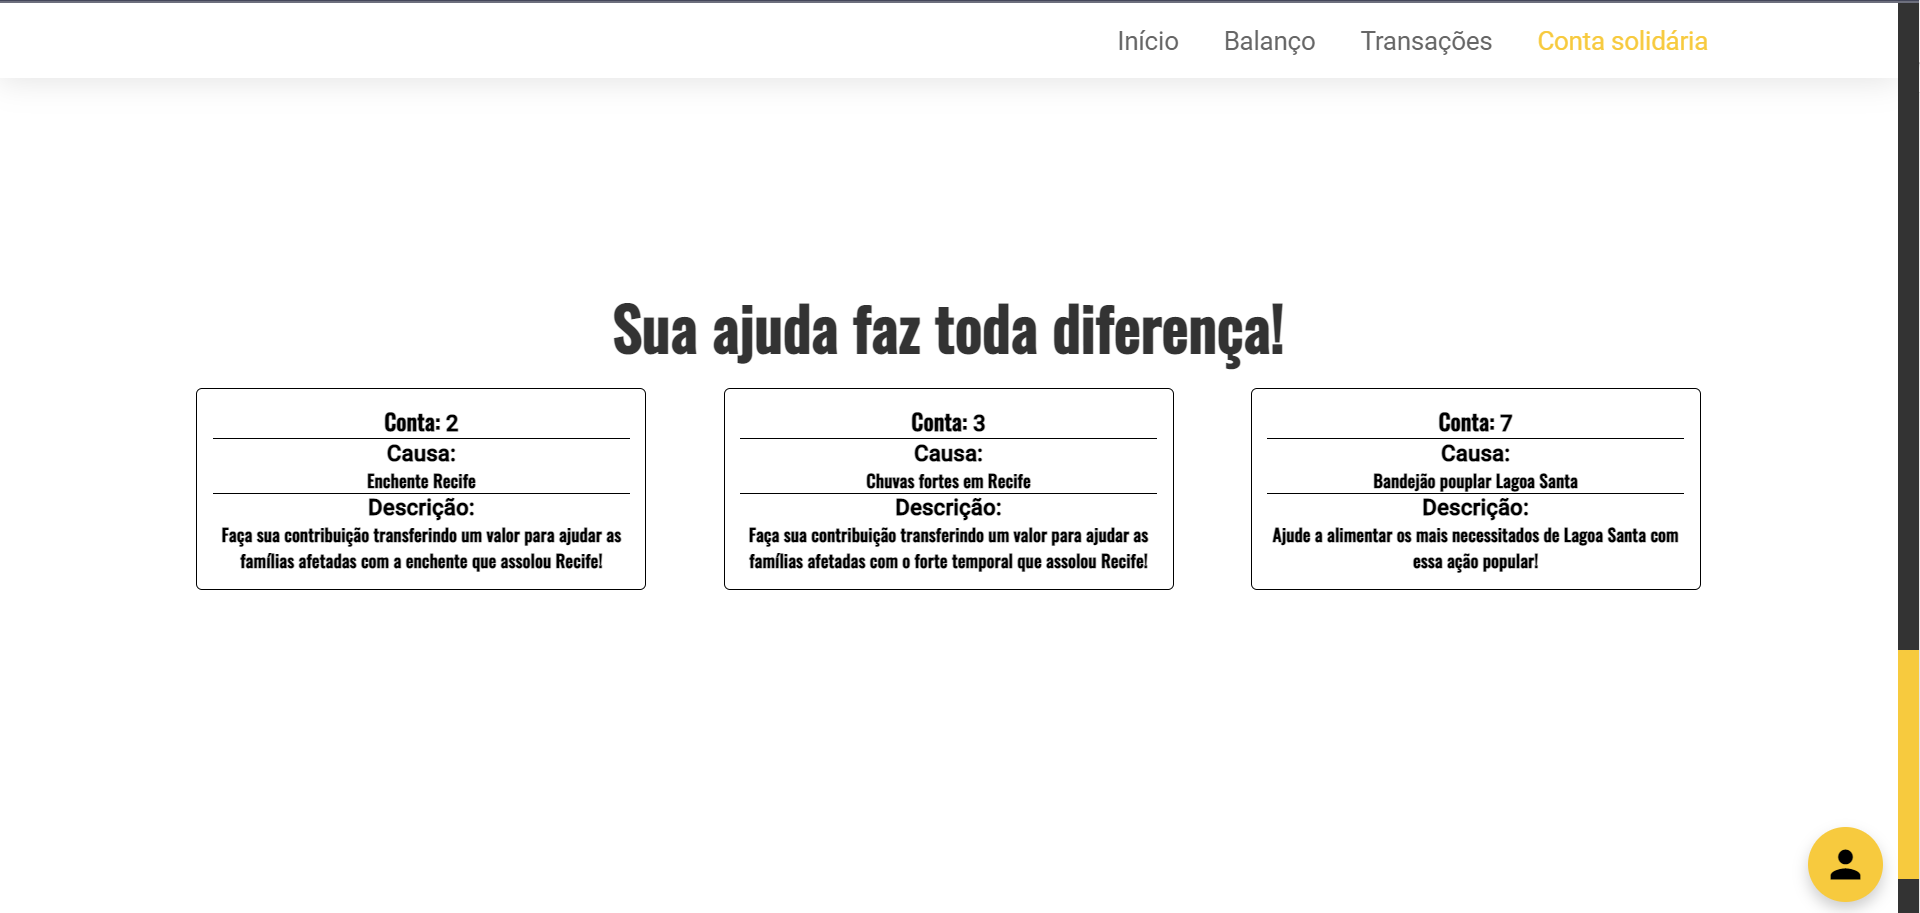 Início Balanço Transações Conta solidária
Sua ajuda faz toda diferença!
Conta: 2
Causa:
Enchente Recife
Descrição:
Faça sua contribuição transferindo um valor para ajudar as
famílias afetadas com a enchente que assolou Recife!
Conta: 3
Causa:
Chuvas fortes em Recife
Descrição:
Faça sua contribuição transferindo um valor para ajudar as
famílias afetadas com o forte temporal que assolou Recife!
Conta: 7
Causa:
Bandejão pouplar Lagoa Santa
Descrição:
Ajude a alimentar os mais necessitados de Lagoa Santa com
essa ação popular!